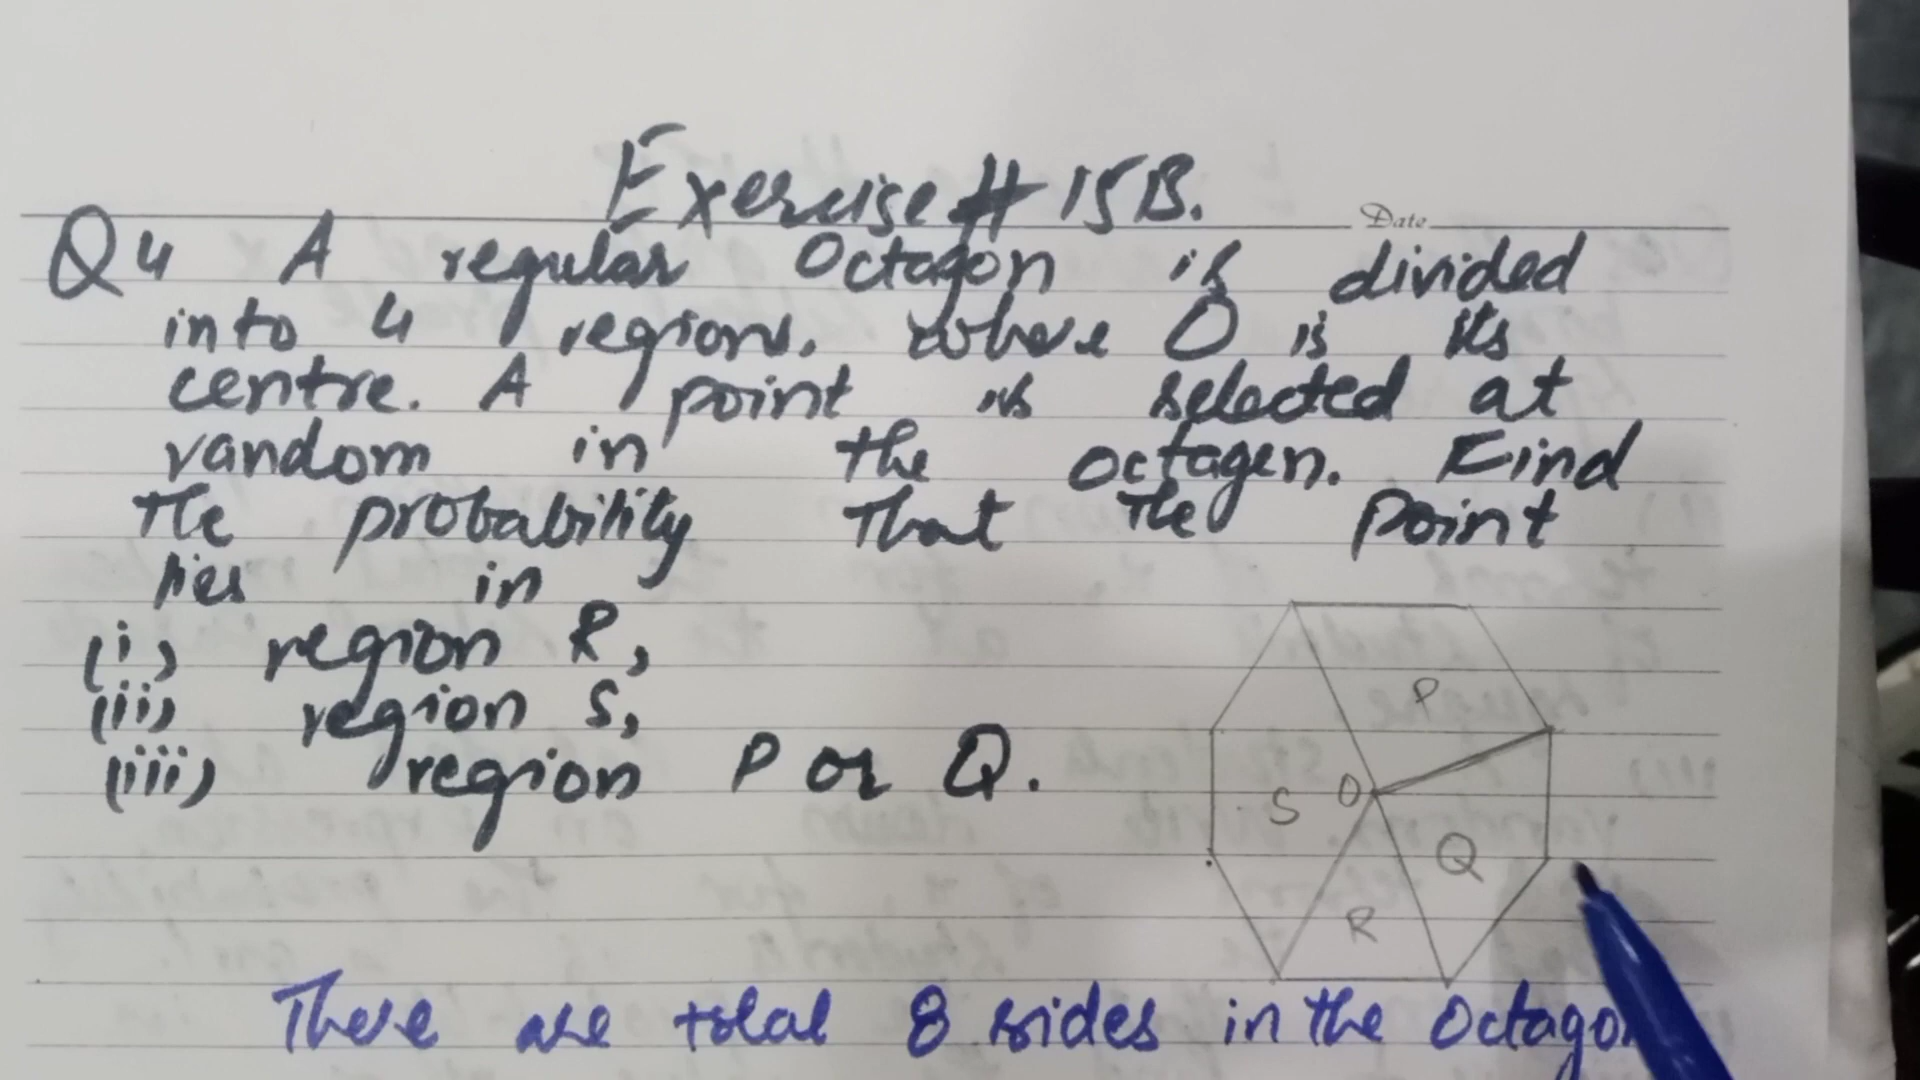 Exercise # 15B.
Date
Q4 A regular Octagon is divided
into 4 regions. where O is its
centre. A point is selected at
random in the octagen. Find
The probability That The Point
lies in
(i) region R,
(ii) region S,
(iii) region P or Q.
P
S O
Q
R
There are total 8 sides in the Octagon